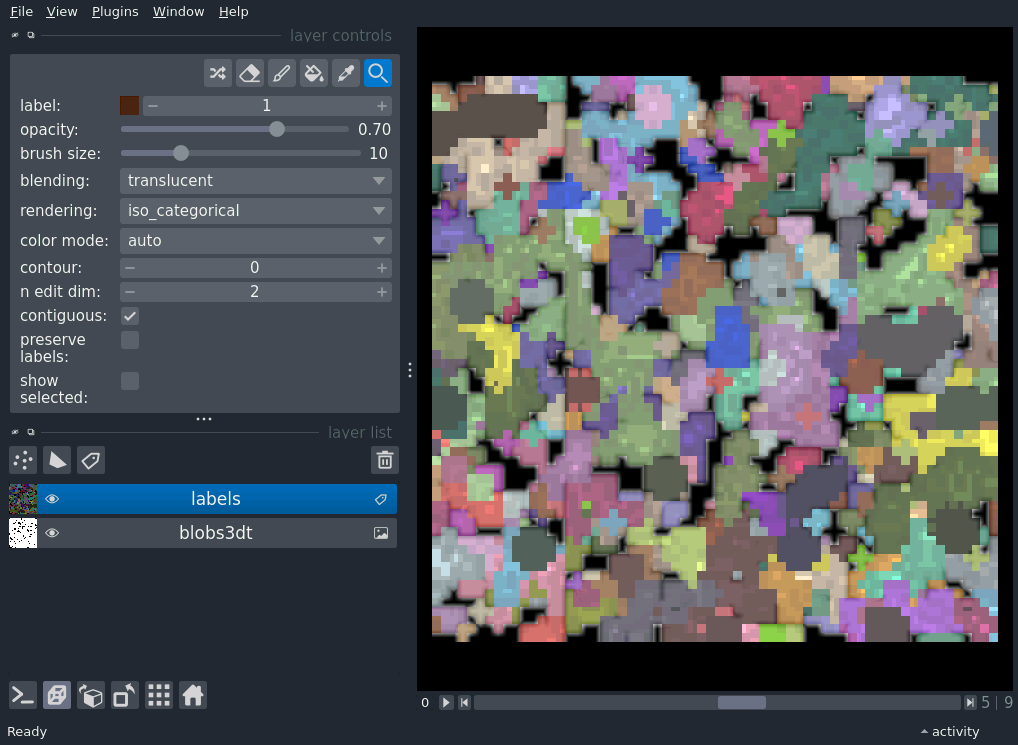 File View Plugins Window Help
layer controls
label: 1
opacity: 0.70
brush size: 10
blending: translucent
rendering: iso_categorical
color mode: auto
contour: 0
n edit dim: 2
contiguous:
preserve
labels:
show
selected:
layer list
labels
blobs3dt
0 5 | 9
Ready activity